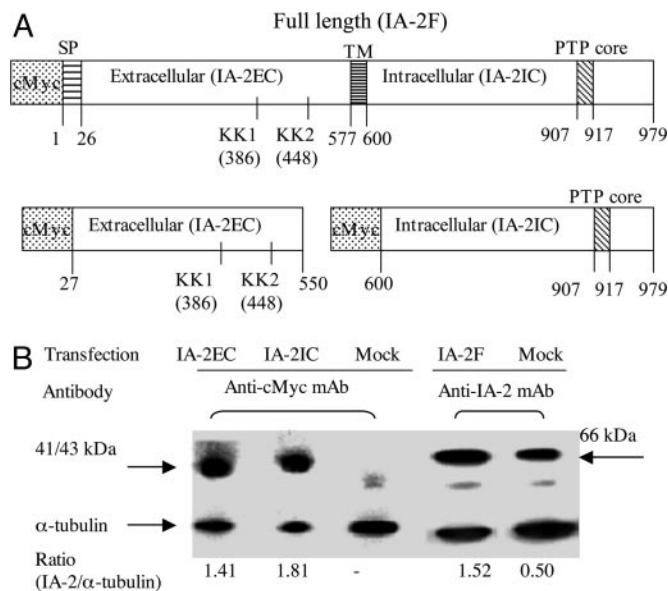 A
Full length (IA-2F)
SP
TM
PTP core
cMyc
Extracellular (IA-2EC)
Intracellular (IA-2IC)
1
26
KK1
(386)
KK2
(448)
577
600
907
917
979
PTP core
cMyc
Extracellular (IA-2EC)
cMyc
Intracellular (IA-2IC)
27
KK1
(386)
KK2
(448)
550
600
907
917
979
B
Transfection IA-2EC IA-2IC Mock IA-2F Mock
Antibody Anti-cMyc mAb Anti-IA-2 mAb
41/43 kDa
66 kDa
α-tubulin
Ratio
(IA-2/α-tubulin) 1.41 1.81 - 1.52 0.50